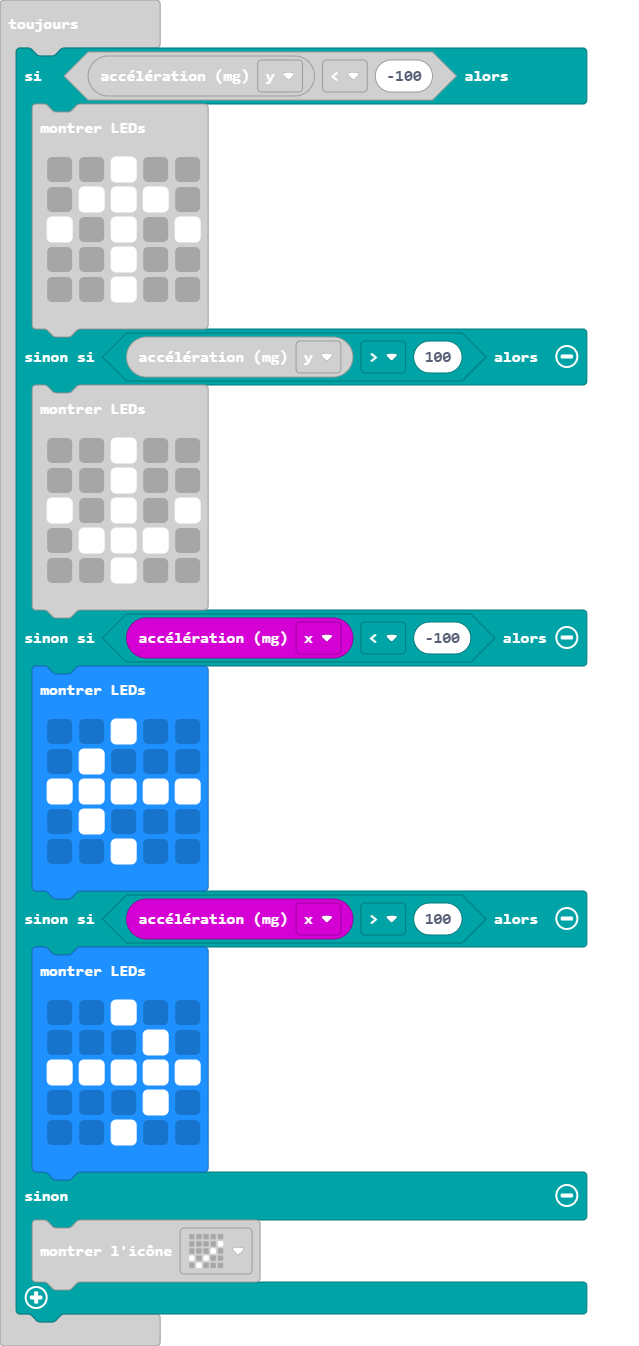 toujours
si accélération (mg) y < -100 alors
montrer LEDs
sinon si accélération (mg) y > 100 alors
montrer LEDs
sinon si accélération (mg) x < -100 alors
montrer LEDs
sinon si accélération (mg) x > 100 alors
montrer LEDs
sinon
montrer l'icône